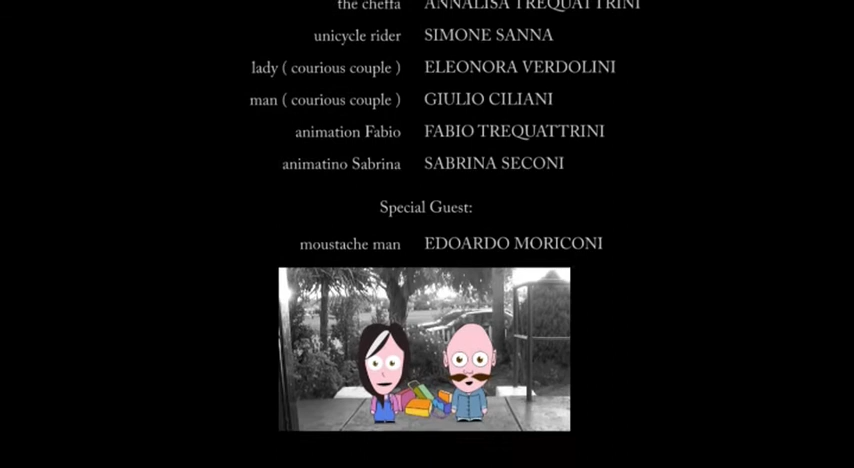 the cheffa ANNALISA TREQUATTRINI
unicycle rider SIMONE SANNA
lady ( courious couple ) ELEONORA VERDOLINI
man ( courious couple ) GIULIO CILIANI
animation Fabio FABIO TREQUATTRINI
animatino Sabrina SABRINA SECONI
Special Guest:
moustache man EDOARDO MORICONI